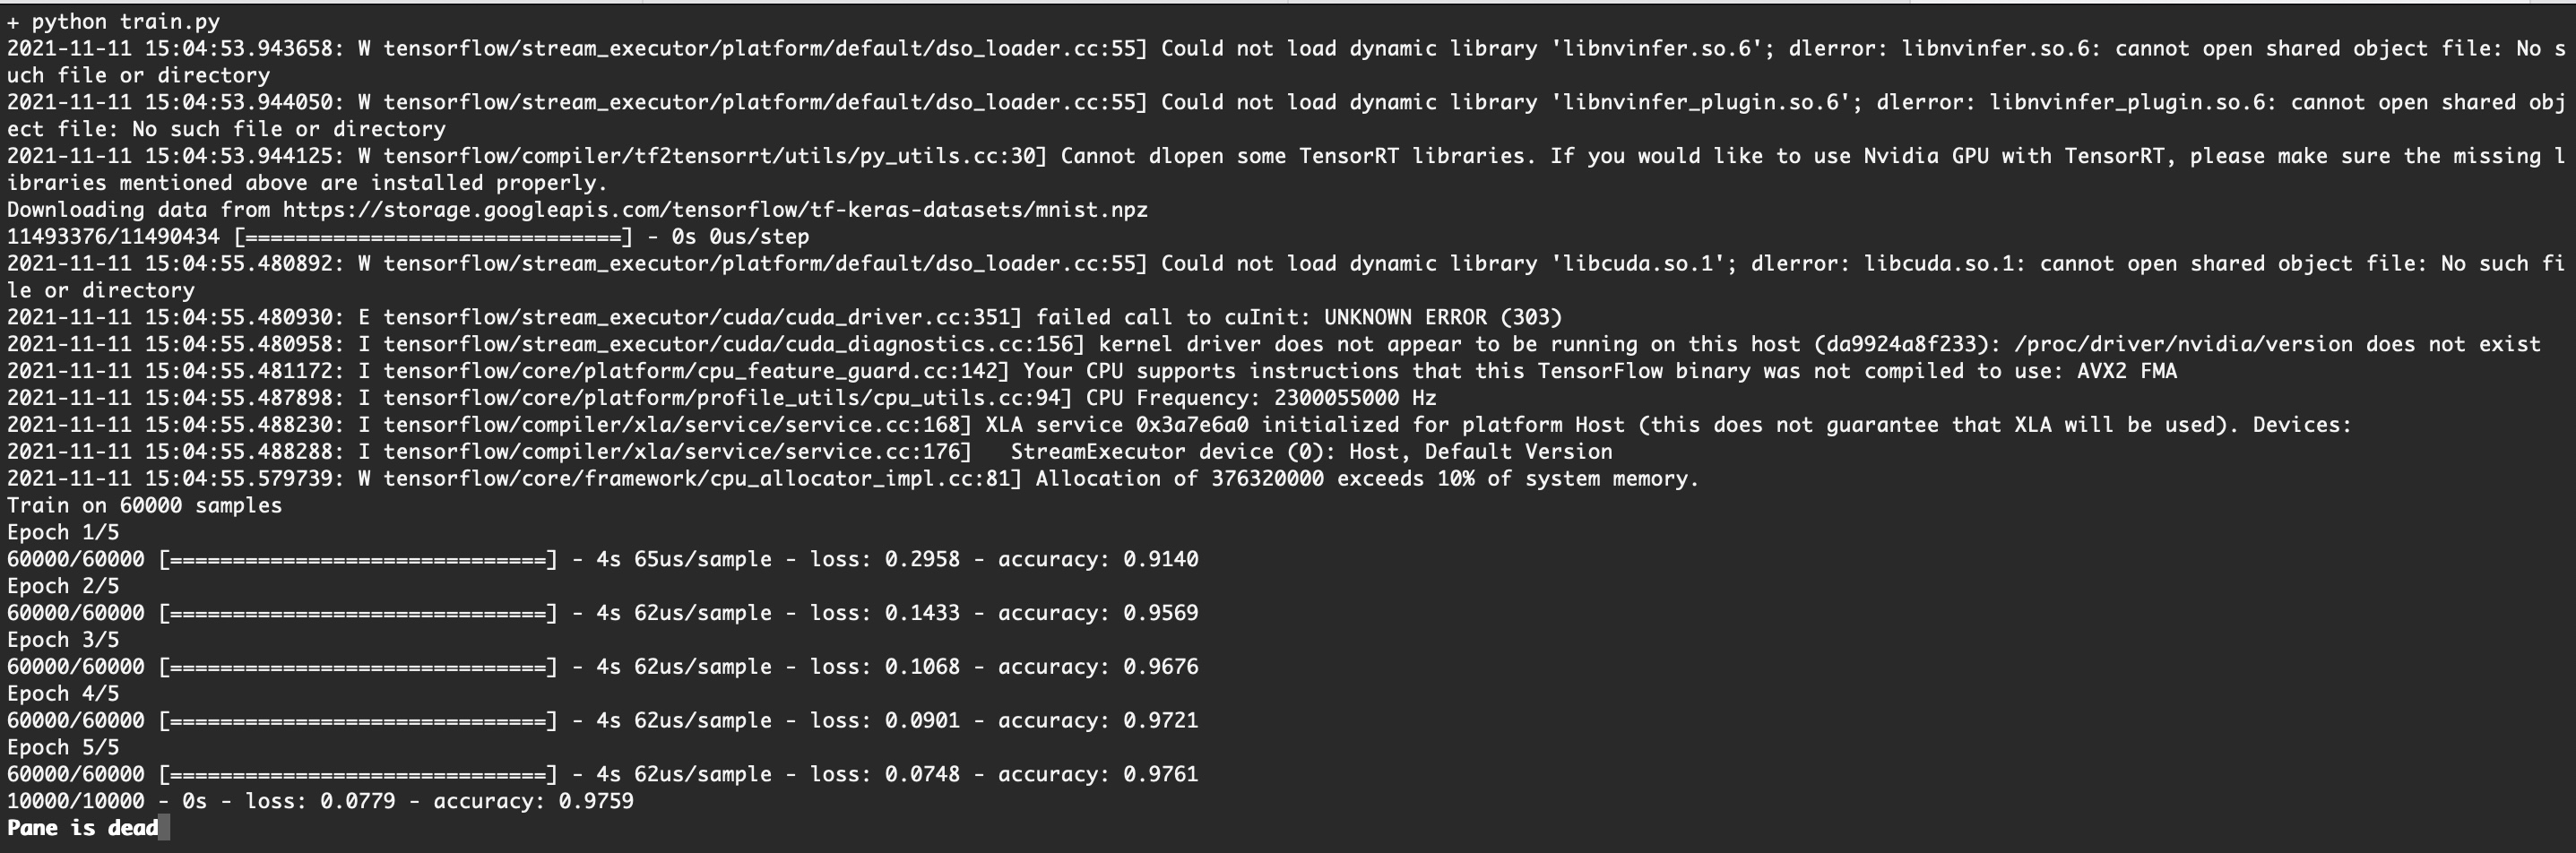 + python train.py
2021-11-11 15:04:53.943658: W tensorflow/stream_executor/platform/default/dso_loader.cc:55] Could not load dynamic library 'libnvinfer.so.6'; dlerror: libnvinfer.so.6: cannot open shared object file: No s
uch file or directory
2021-11-11 15:04:53.944050: W tensorflow/stream_executor/platform/default/dso_loader.cc:55] Could not load dynamic library 'libnvinfer_plugin.so.6'; dlerror: libnvinfer_plugin.so.6: cannot open shared obj
ect file: No such file or directory
2021-11-11 15:04:53.944125: W tensorflow/compiler/tf2tensorrt/utils/py_utils.cc:30] Cannot dlopen some TensorRT libraries. If you would like to use Nvidia GPU with TensorRT, please make sure the missing l
ibraries mentioned above are installed properly.
Downloading data from https://storage.googleapis.com/tensorflow/tf-keras-datasets/mnist.npz
11493376/11490434 [==============================] - 0s 0us/step
2021-11-11 15:04:55.480892: W tensorflow/stream_executor/platform/default/dso_loader.cc:55] Could not load dynamic library 'libcuda.so.1'; dlerror: libcuda.so.1: cannot open shared object file: No such fi
le or directory
2021-11-11 15:04:55.480930: E tensorflow/stream_executor/cuda/cuda_driver.cc:351] failed call to cuInit: UNKNOWN ERROR (303)
2021-11-11 15:04:55.480958: I tensorflow/stream_executor/cuda/cuda_diagnostics.cc:156] kernel driver does not appear to be running on this host (da9924a8f233): /proc/driver/nvidia/version does not exist
2021-11-11 15:04:55.481172: I tensorflow/core/platform/cpu_feature_guard.cc:142] Your CPU supports instructions that this TensorFlow binary was not compiled to use: AVX2 FMA
2021-11-11 15:04:55.487898: I tensorflow/core/platform/profile_utils/cpu_utils.cc:94] CPU Frequency: 2300055000 Hz
2021-11-11 15:04:55.488230: I tensorflow/compiler/xla/service/service.cc:168] XLA service 0x3a7e6a0 initialized for platform Host (this does not guarantee that XLA will be used). Devices:
2021-11-11 15:04:55.488288: I tensorflow/compiler/xla/service/service.cc:176]   StreamExecutor device (0): Host, Default Version
2021-11-11 15:04:55.579739: W tensorflow/core/framework/cpu_allocator_impl.cc:81] Allocation of 376320000 exceeds 10% of system memory.
Train on 60000 samples
Epoch 1/5
60000/60000 [==============================] - 4s 65us/sample - loss: 0.2958 - accuracy: 0.9140
Epoch 2/5
60000/60000 [==============================] - 4s 62us/sample - loss: 0.1433 - accuracy: 0.9569
Epoch 3/5
60000/60000 [==============================] - 4s 62us/sample - loss: 0.1068 - accuracy: 0.9676
Epoch 4/5
60000/60000 [==============================] - 4s 62us/sample - loss: 0.0901 - accuracy: 0.9721
Epoch 5/5
60000/60000 [==============================] - 4s 62us/sample - loss: 0.0748 - accuracy: 0.9761
10000/10000 - 0s - loss: 0.0779 - accuracy: 0.9759
Pane is dead